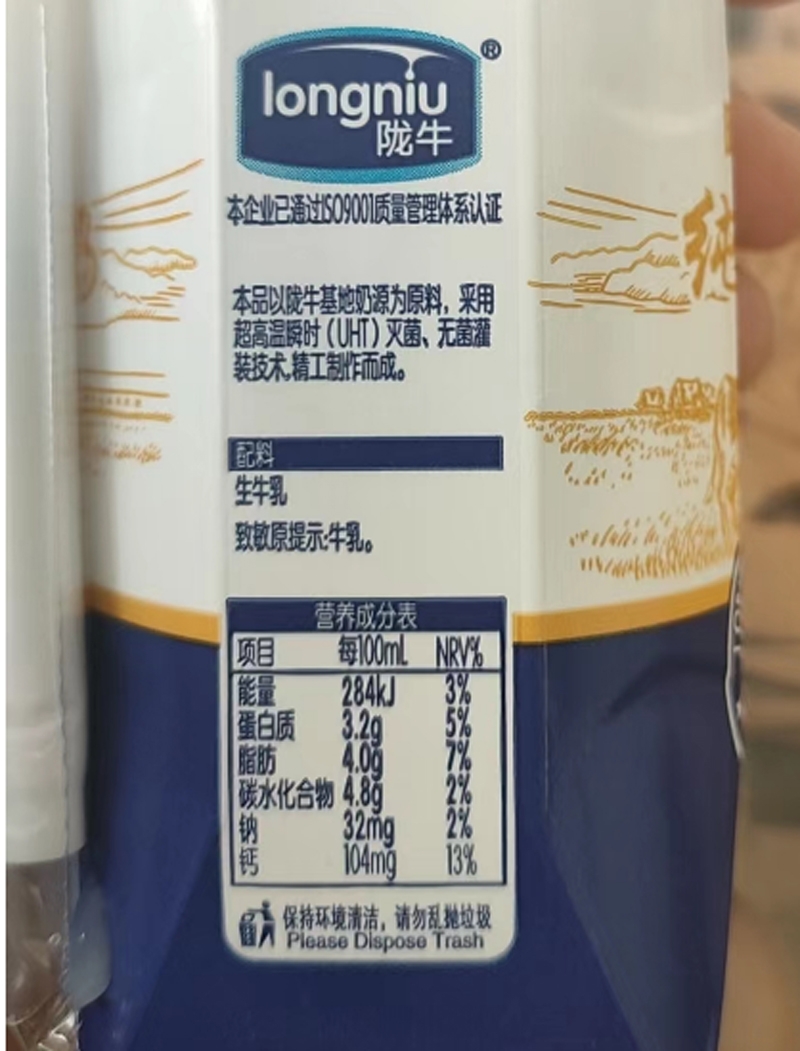 longniu®
陇牛
本企业已通过ISO9001质量管理体系认证
本品以陇牛基地奶源为原料，采用
超高温瞬时（UHT）灭菌、无菌灌
装技术,精工制作而成。
纯
配料
生牛乳
致敏原提示:牛乳。
营养成分表
项目 每100mL NRV%
能量 284kJ 3%
蛋白质 3.2g 5%
脂肪 4.0g 7%
碳水化合物 4.8g 2%
钠 32mg 2%
钙 104mg 13%
保持环境清洁，请勿乱抛垃圾
Please Dispose Trash